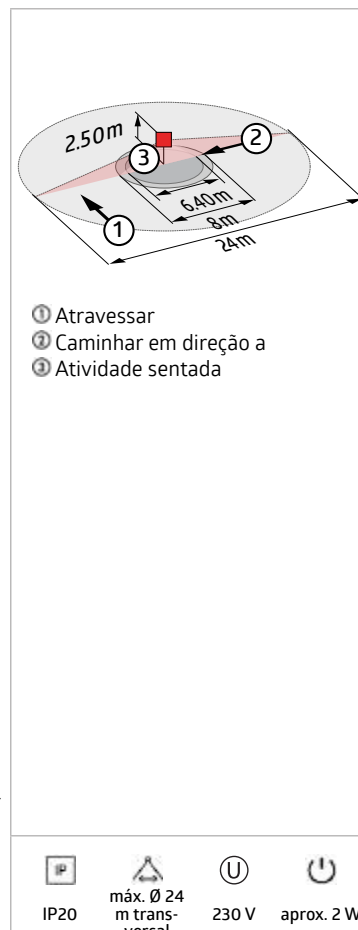 2.50m
2
3
6.40m
8m
24m
1
① Atravessar
② Caminhar em direção a
③ Atividade sentada
IP
U
IP20
máx. Ø 24
m trans-
versal
230 V
aprox. 2 W